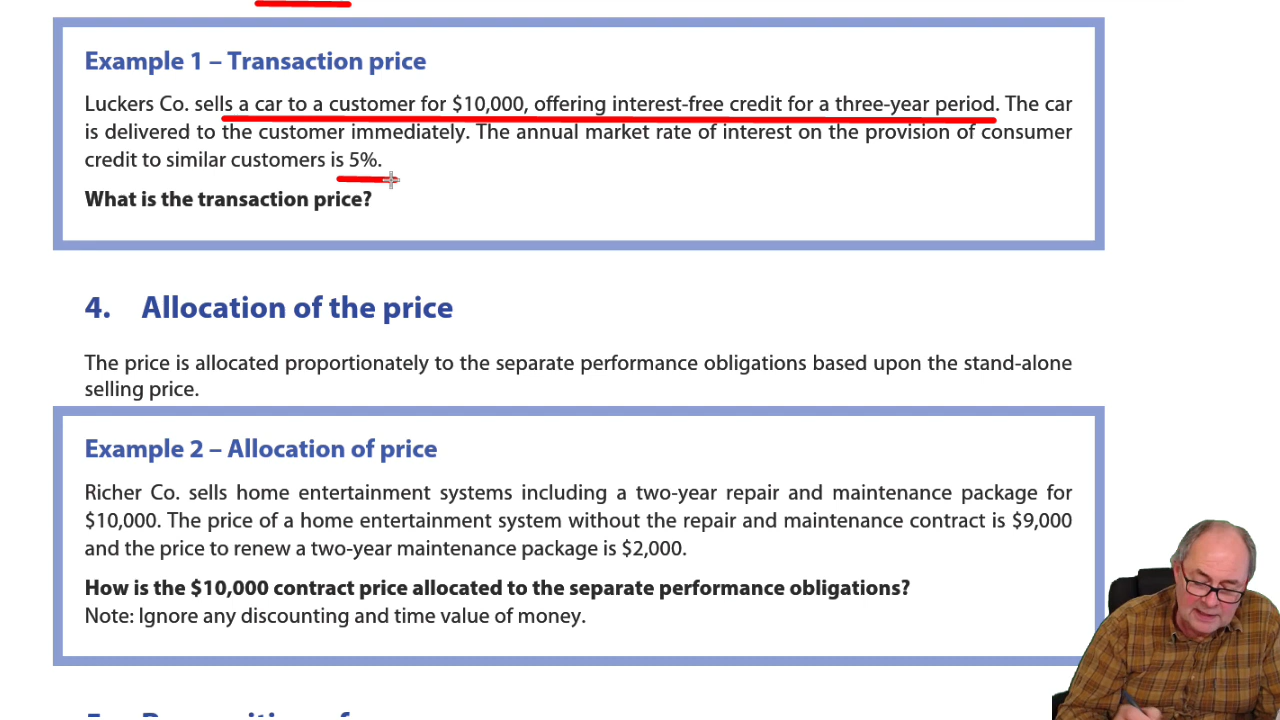 Example 1 – Transaction price
Luckers Co. sells a car to a customer for $10,000, offering interest-free credit for a three-year period. The car
is delivered to the customer immediately. The annual market rate of interest on the provision of consumer
credit to similar customers is 5%.
What is the transaction price?
4. Allocation of the price
The price is allocated proportionately to the separate performance obligations based upon the stand-alone
selling price.
Example 2 – Allocation of price
Richer Co. sells home entertainment systems including a two-year repair and maintenance package for
$10,000. The price of a home entertainment system without the repair and maintenance contract is $9,000
and the price to renew a two-year maintenance package is $2,000.
How is the $10,000 contract price allocated to the separate performance obligations?
Note: Ignore any discounting and time value of money.